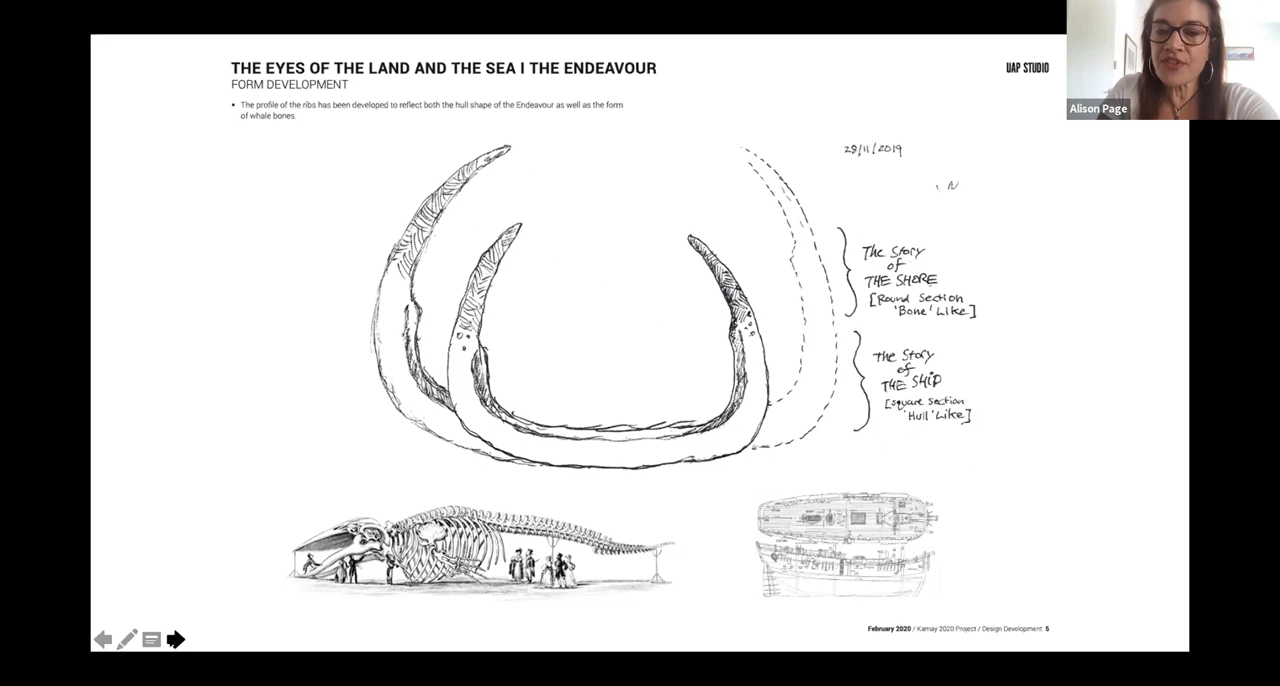 THE EYES OF THE LAND AND THE SEA I THE ENDEAVOUR
UAP STUDIO
FORM DEVELOPMENT
• The profile of the ribs has been developed to reflect both the hull shape of the Endeavour as well as the form
of whale bones.
Alison Page
28/11/2019
N
The Story
of
THE SHORE
[Round Section
'Bone' Like]
The Story
of
THE SHIP
[square section
'Hull' Like]
February 2020 / Kamay 2020 Project / Design Development 5